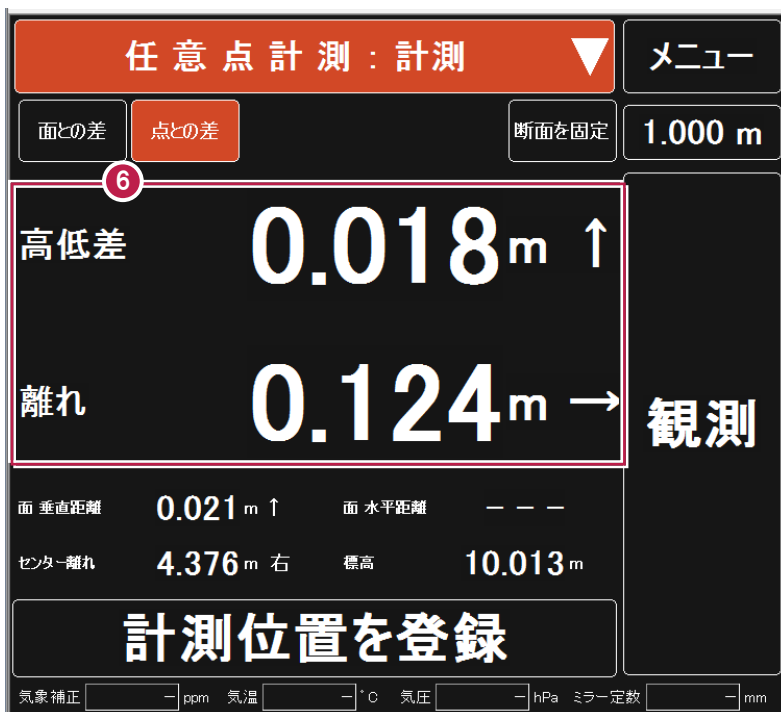 任意点計測:計測 ▼ メニュー
面との差 点との差 断面を固定 1.000 m
6
高低差 0.018 m ↑
離れ 0.124 m →
観測
面 垂直距離 0.021 m ↑ 面 水平距離 – – –
センター離れ 4.376 m 右 標高 10.013 m
計測位置を登録
気象補正 – ppm 気温 – °C 気圧 – hPa ミラー定数 – mm